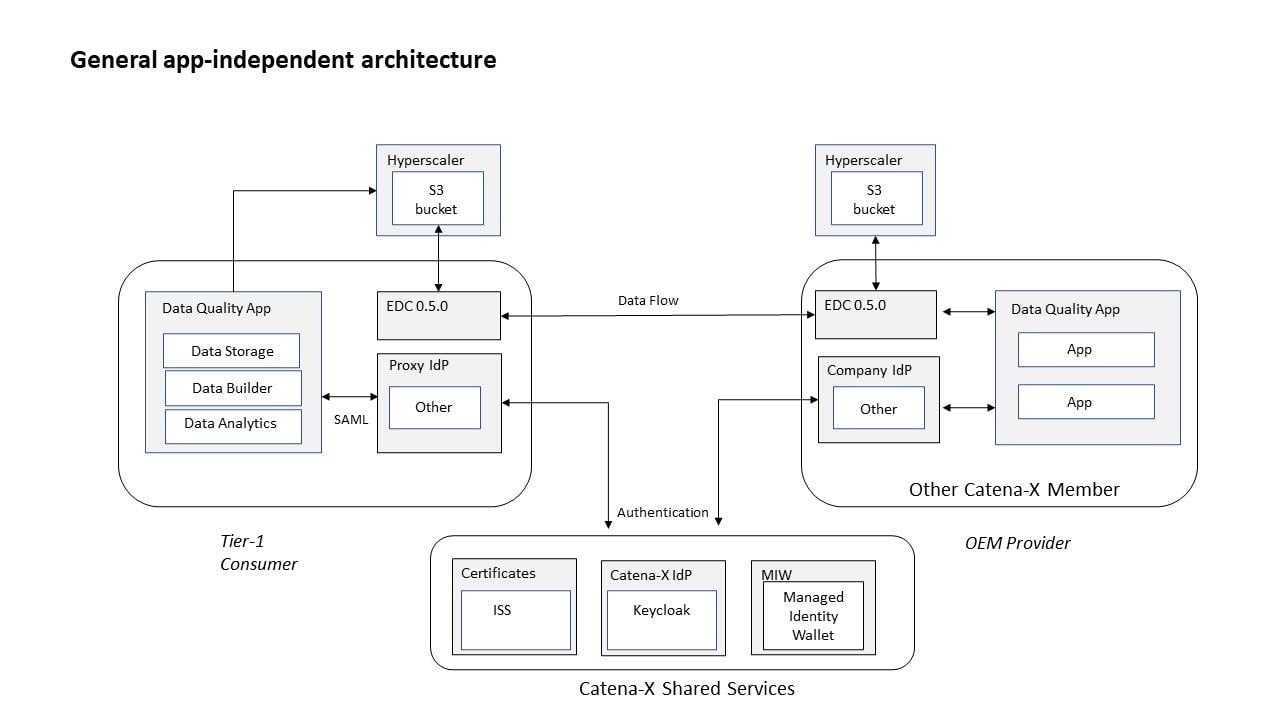 General app-independent architecture
Hyperscaler
S3
bucket
Hyperscaler
S3
bucket
Data Quality App
Data Storage
Data Builder
Data Analytics
SAML
EDC 0.5.0
Proxy IdP
Other
Data Flow
EDC 0.5.0
Company IdP
Other
Data Quality App
App
App
Other Catena-X Member
Tier-1
Consumer
Authentication
OEM Provider
Certificates
ISS
Catena-X IdP
Keycloak
MIW
Managed
Identity
Wallet
Catena-X Shared Services